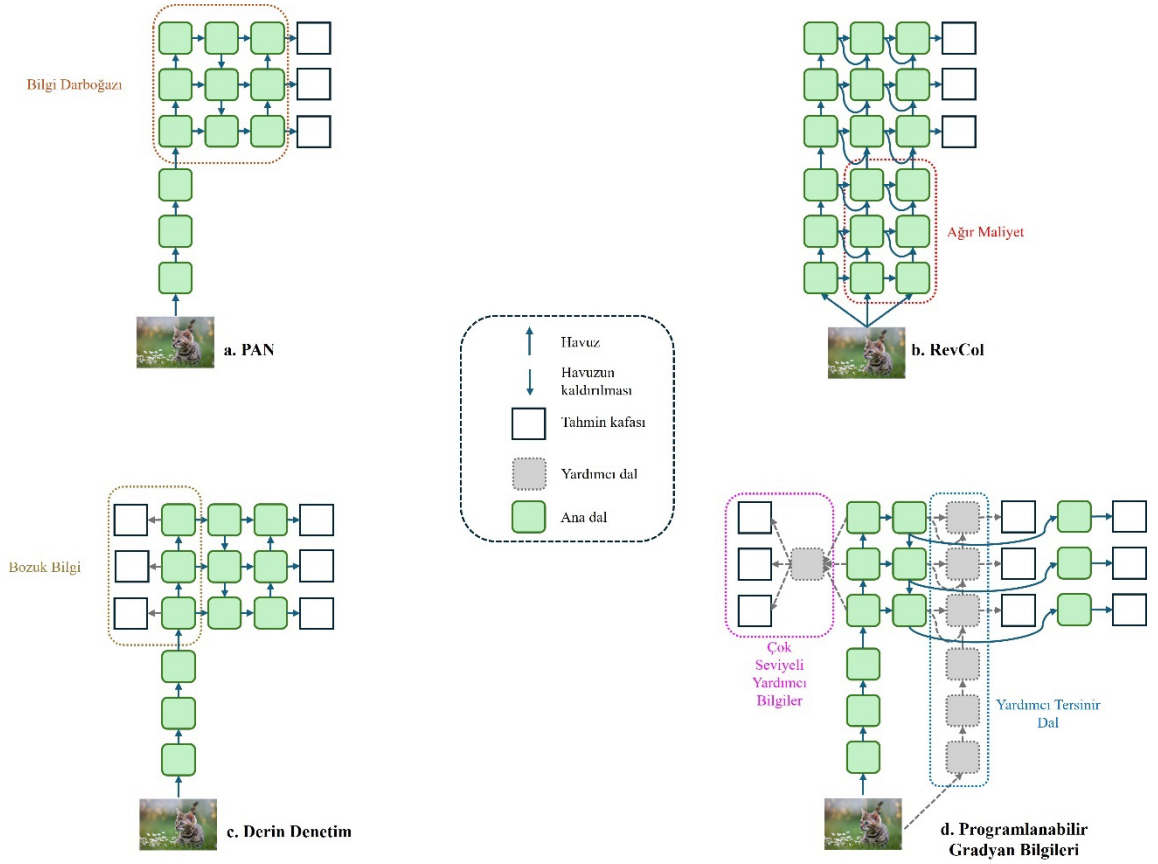 Bilgi Darboğazı
a. PAN
Ağır Maliyet
b. RevCol
Havuz
Havuzun
kaldırılması
Tahmin kafası
Yardımcı dal
Ana dal
Bozuk Bilgi
c. Derin Denetim
Çok
Seviyeli
Yardımcı
Bilgiler
Yardımcı Tersinir
Dal
d. Programlanabilir
Gradyan Bilgileri